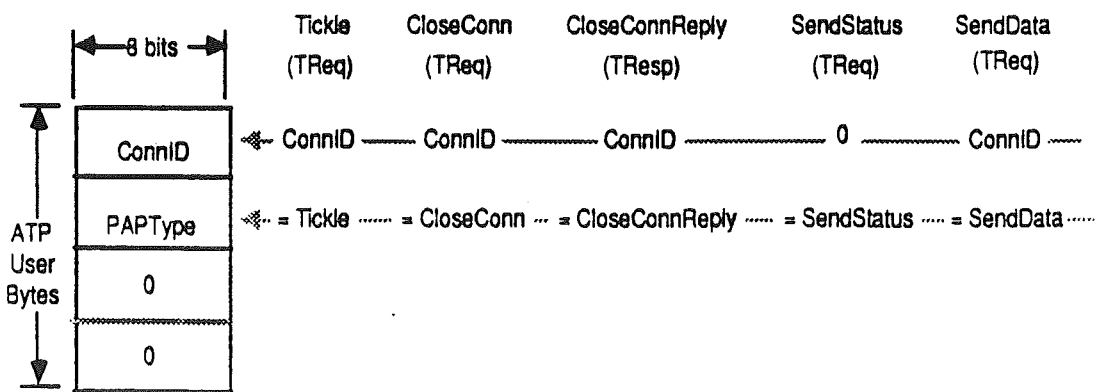 Tickle CloseConn CloseConnReply SendStatus SendData
(TReq) (TReq) (TResp) (TReq) (TReq)
8 bits
ConnID ConnID ConnID ConnID 0 ConnID
PAPType = Tickle = CloseConn = CloseConnReply = SendStatus = SendData
ATP
User
Bytes
0
0